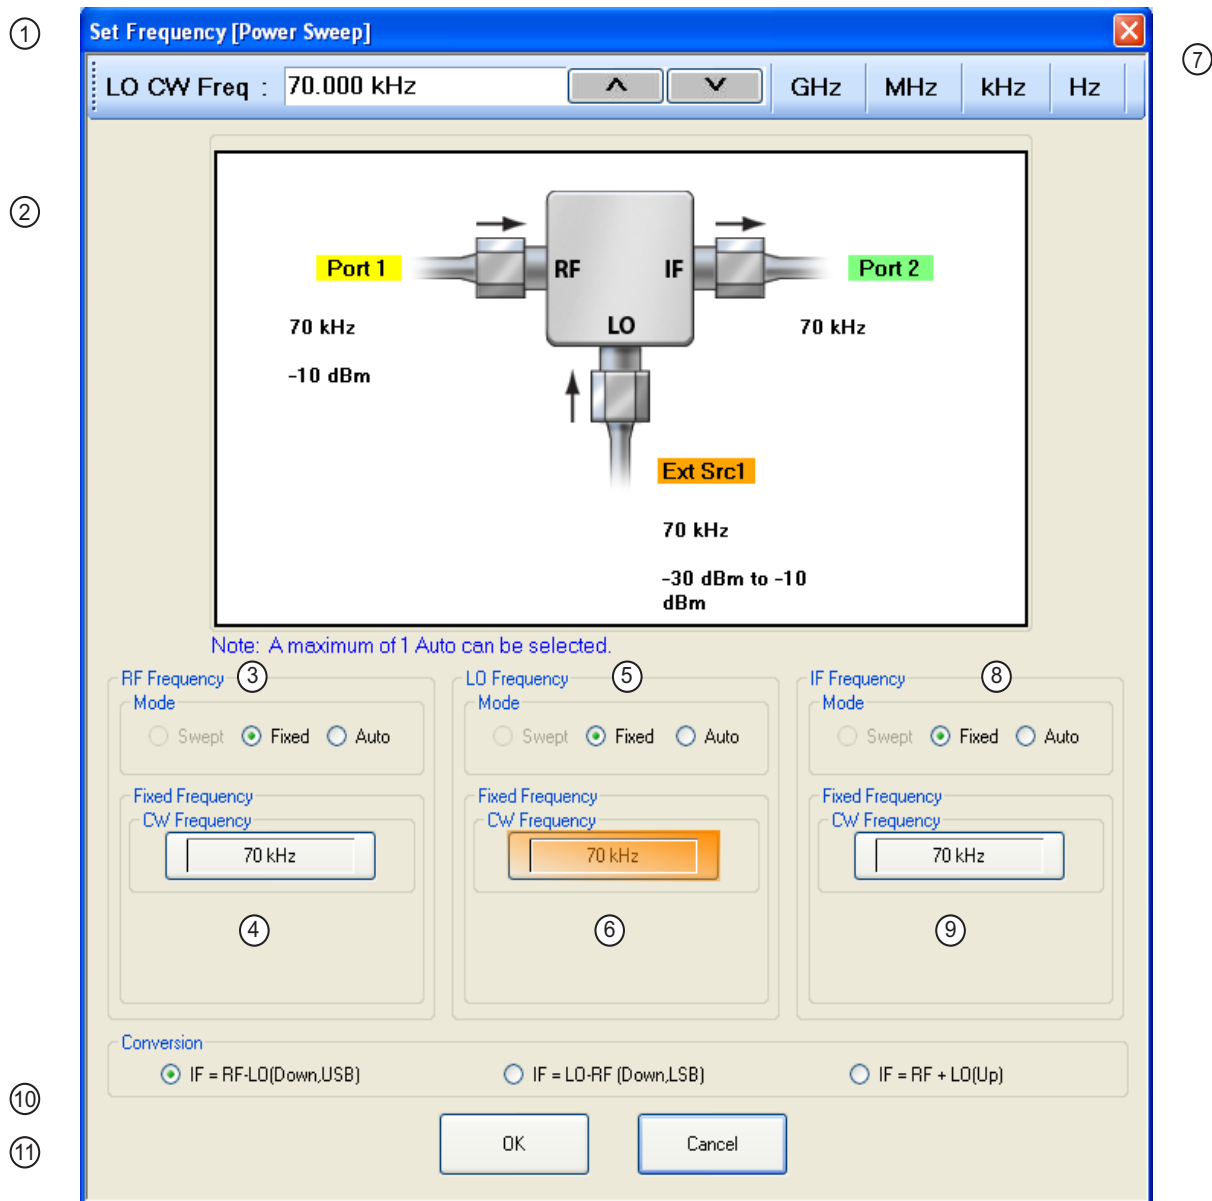 1
Set Frequency [Power Sweep]
7
LO CW Freq : 70.000 kHz GHz MHz kHz Hz
2
Port 1 RF IF Port 2
LO
70 kHz 70 kHz
-10 dBm
Ext Src1
70 kHz
-30 dBm to -10
dBm
Note: A maximum of 1 Auto can be selected.
RF Frequency 3 LO Frequency 5 IF Frequency 8
Mode Mode Mode
Swept Fixed Auto Swept Fixed Auto Swept Fixed Auto
Fixed Frequency Fixed Frequency Fixed Frequency
CW Frequency CW Frequency CW Frequency
70 kHz 70 kHz 70 kHz
4 6 9
Conversion
IF = RF-LO(Down,USB) IF = LO-RF (Down,LSB) IF = RF + LO(Up)
10
11
OK Cancel